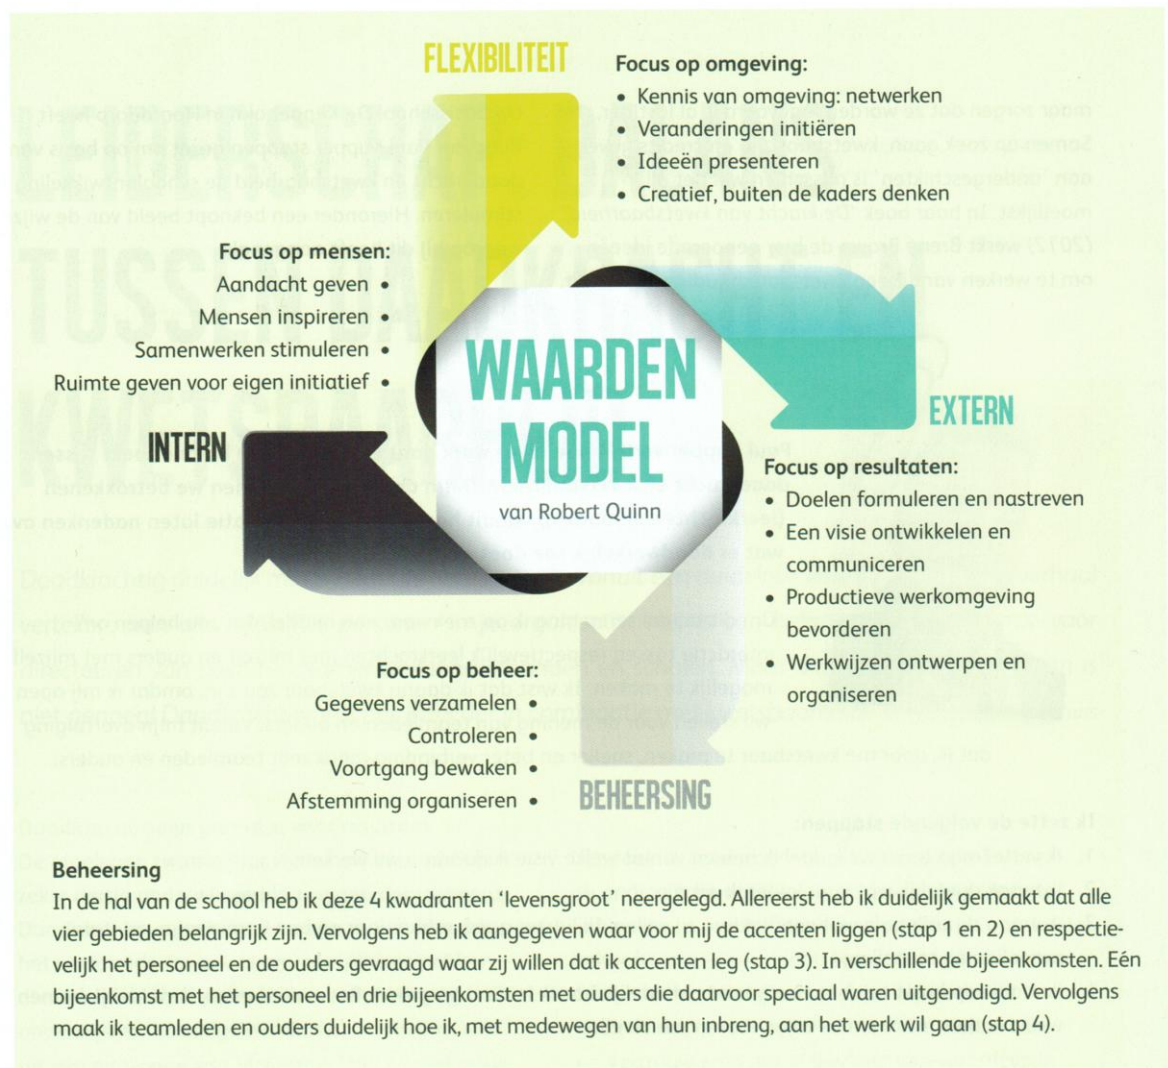 FLEXIBILITEIT
Focus op omgeving:
• Kennis van omgeving: netwerken
• Veranderingen initiëren
• Ideeën presenteren
• Creatief, buiten de kaders denken
Focus op mensen:
Aandacht geven •
Mensen inspireren •
Samenwerken stimuleren •
Ruimte geven voor eigen initiatief •
WAARDEN
MODEL
van Robert Quinn
INTERN
EXTERN
Focus op resultaten:
• Doelen formuleren en nastreven
• Een visie ontwikkelen en
communiceren
• Productieve werkomgeving
bevorderen
• Werkwijzen ontwerpen en
organiseren
Focus op beheer:
Gegevens verzamelen •
Controleren •
Voortgang bewaken •
Afstemming organiseren •
BEHEERSING
Beheersing
In de hal van de school heb ik deze 4 kwadranten ‘levensgroot’ neergelegd. Allereerst heb ik duidelijk gemaakt dat alle
vier gebieden belangrijk zijn. Vervolgens heb ik aangegeven waar voor mij de accenten liggen (stap 1 en 2) en respectie-
velijk het personeel en de ouders gevraagd waar zij willen dat ik accenten leg (stap 3). In verschillende bijeenkomsten. Eén
bijeenkomst met het personeel en drie bijeenkomsten met ouders die daarvoor speciaal waren uitgenodigd. Vervolgens
maak ik teamleden en ouders duidelijk hoe ik, met medewegen van hun inbreng, aan het werk wil gaan (stap 4).